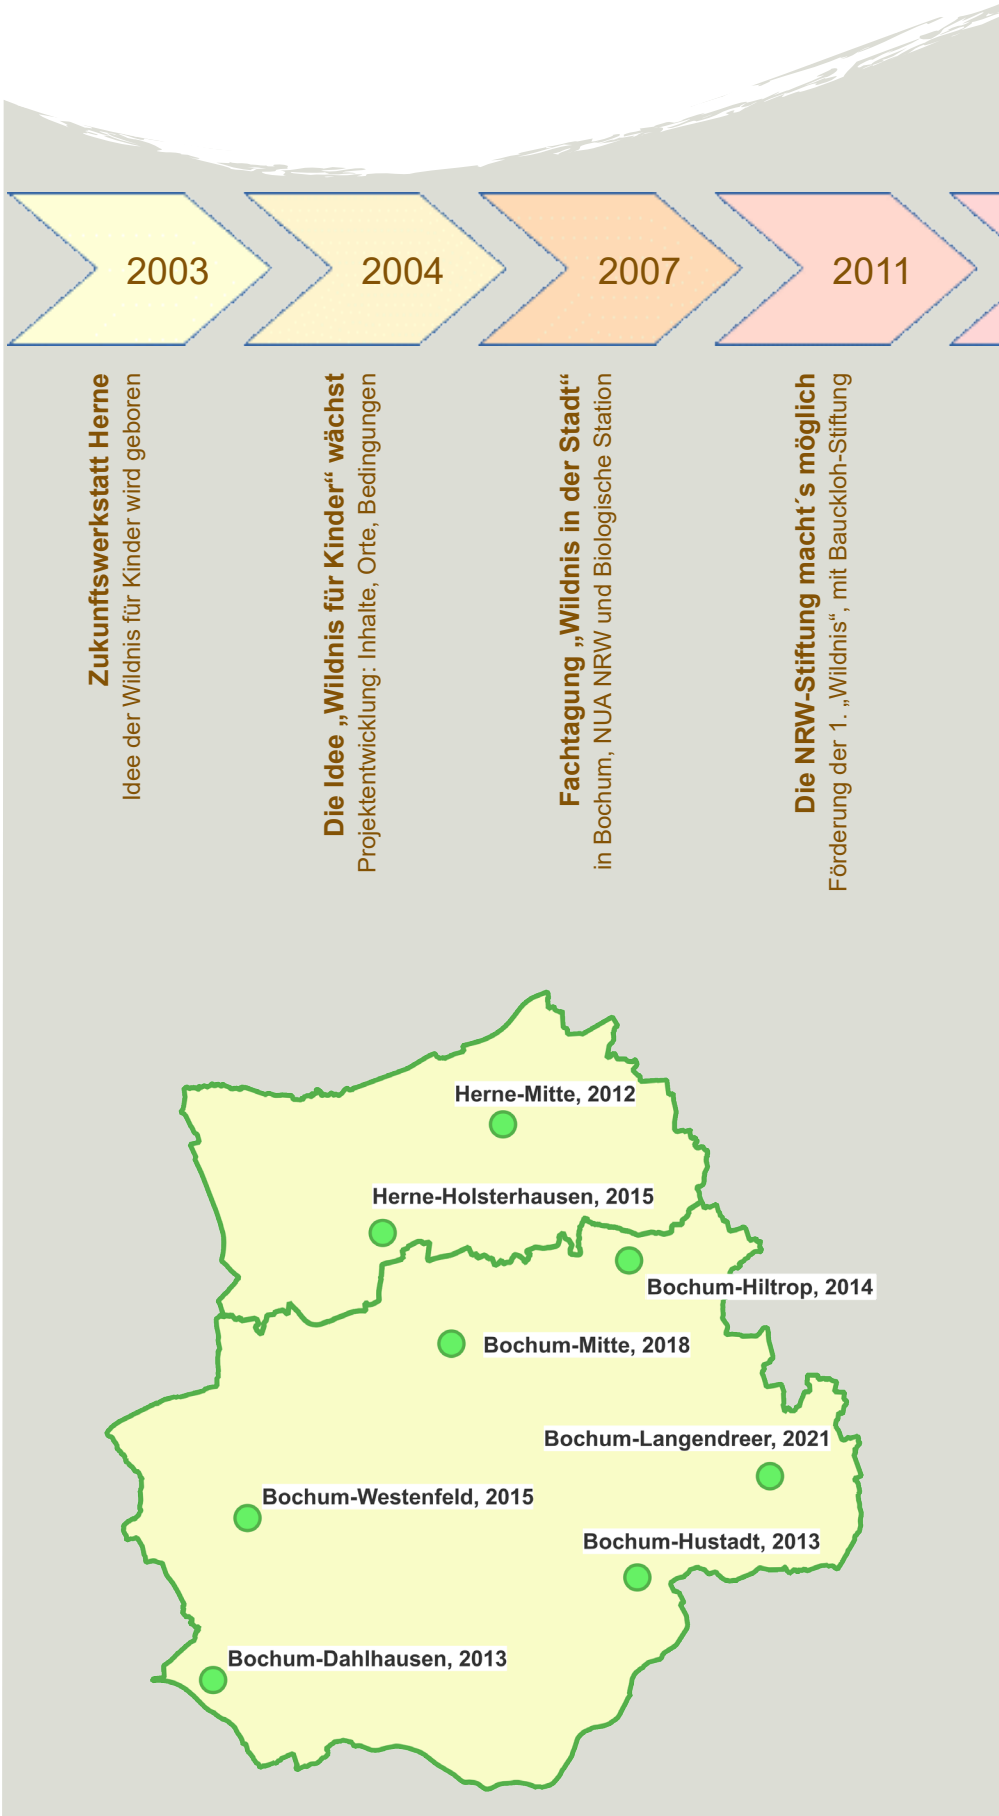 2003
2004
2007
2011
Zukunftswerkstatt Herne
Idee der Wildnis für Kinder wird geboren
Die Idee „Wildnis für Kinder“ wächst
Projektentwicklung: Inhalte, Orte, Bedingungen
Fachtagung „Wildnis in der Stadt“
in Bochum, NUA NRW und Biologische Station
Die NRW-Stiftung macht´s möglich
Förderung der 1. „Wildnis“, mit Bauckloh-Stiftung
Herne-Mitte, 2012
Herne-Holsterhausen, 2015
Bochum-Hiltrop, 2014
Bochum-Mitte, 2018
Bochum-Langendreer, 2021
Bochum-Westenfeld, 2015
Bochum-Hustadt, 2013
Bochum-Dahlhausen, 2013